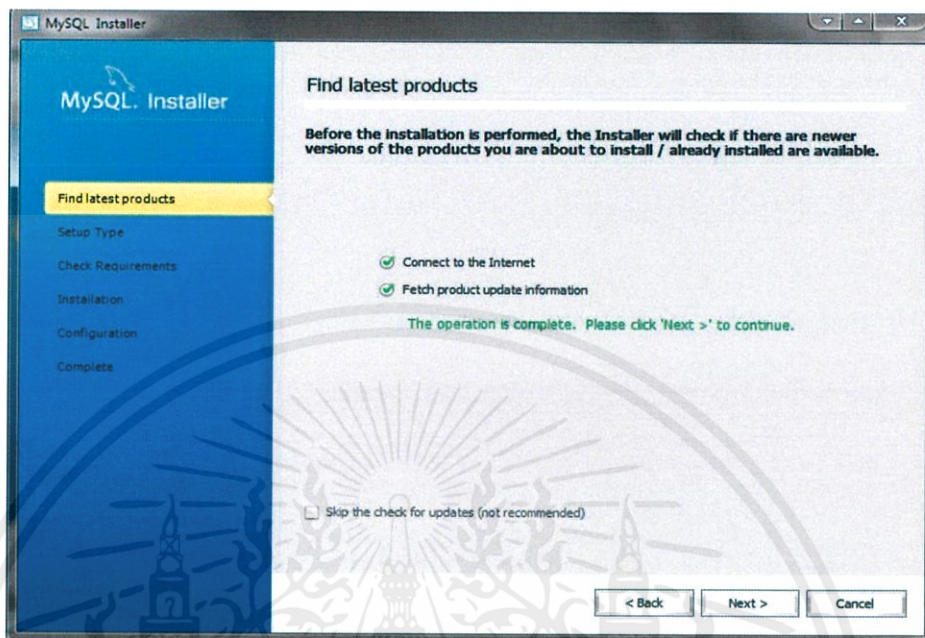 MySQL Installer
MySQL. Installer
Find latest products
Setup Type
Check Requirements
Installation
Configuration
Complete
Find latest products
Before the installation is performed, the Installer will check if there are newer
versions of the products you are about to install / already installed are available.
Connect to the Internet
Fetch product update information
The operation is complete. Please click 'Next >' to continue.
Skip the check for updates (not recommended)
< Back
Next >
Cancel